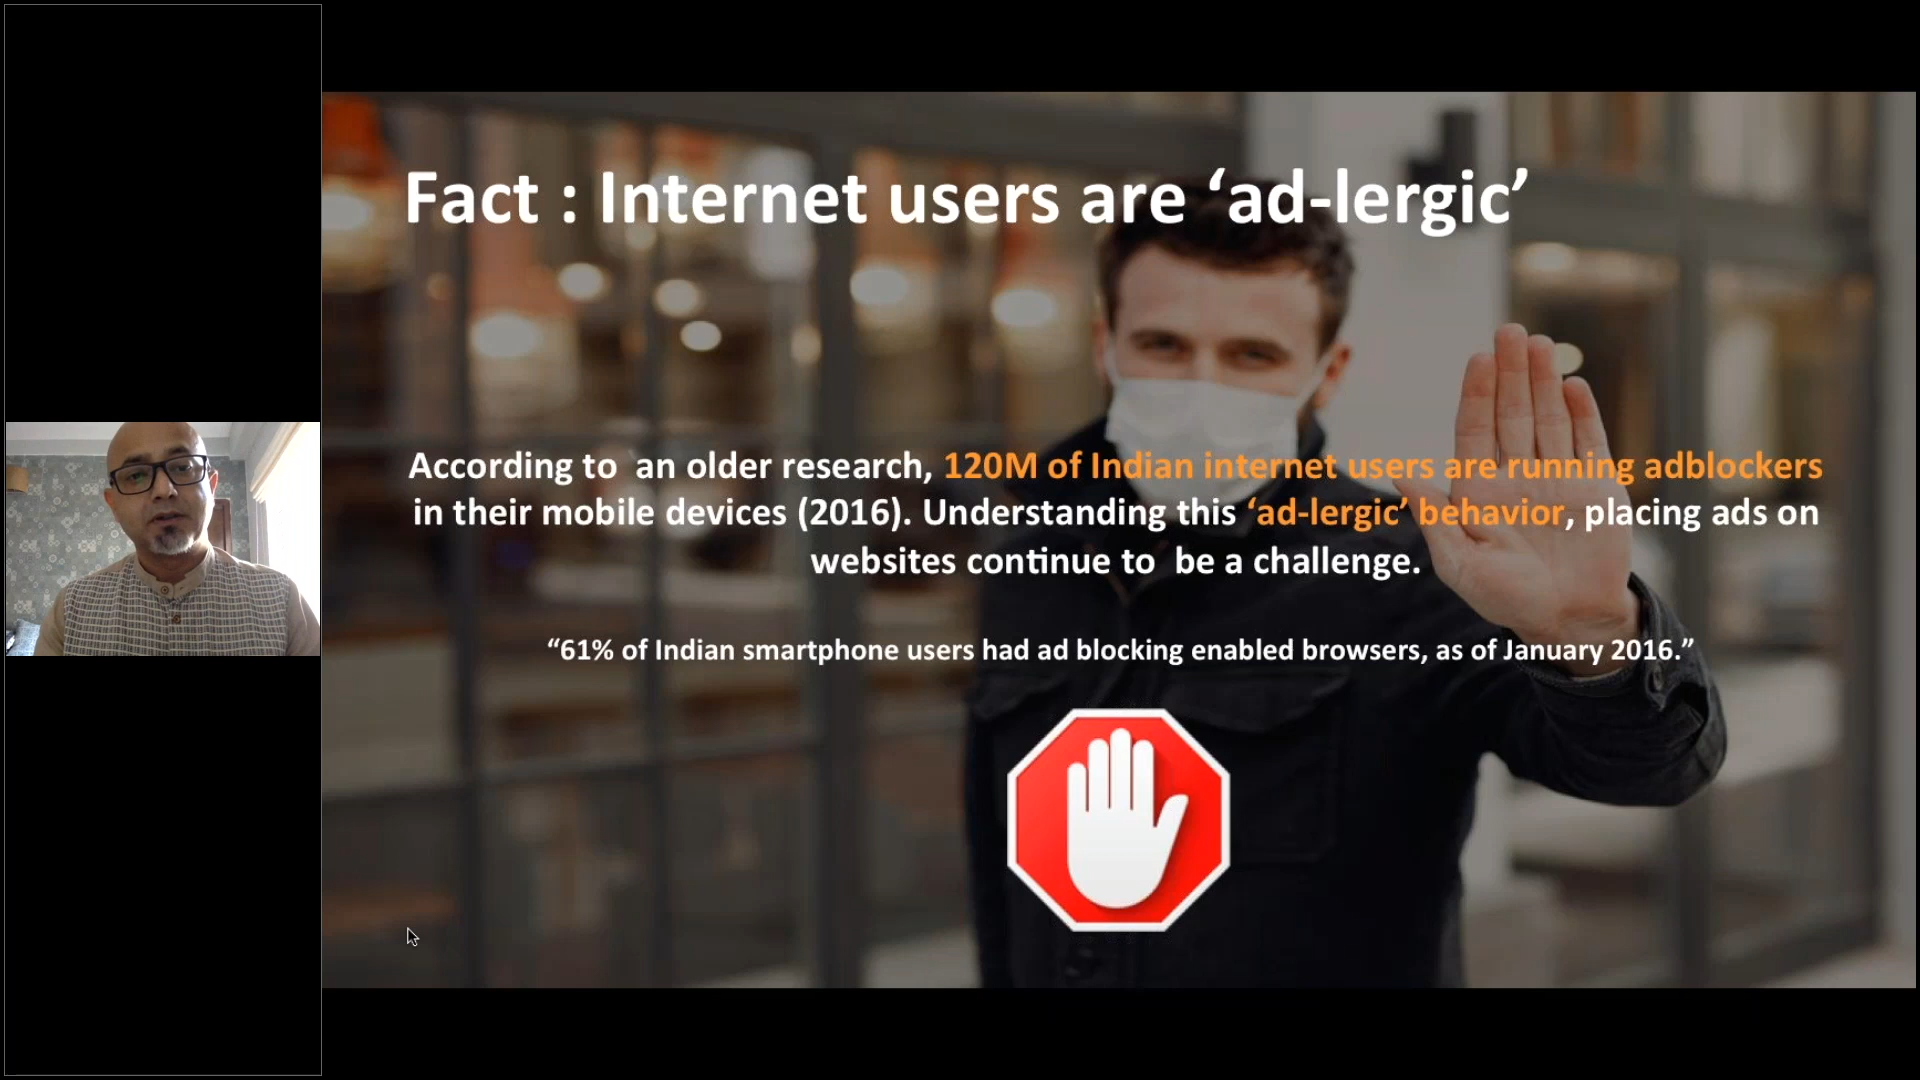 Fact : Internet users are ‘ad-lergic’
According to  an older research, 120M of Indian internet users are running adblockers
in their mobile devices (2016). Understanding this ‘ad-lergic’ behavior, placing ads on
websites continue to  be a challenge.
“61% of Indian smartphone users had ad blocking enabled browsers, as of January 2016.”